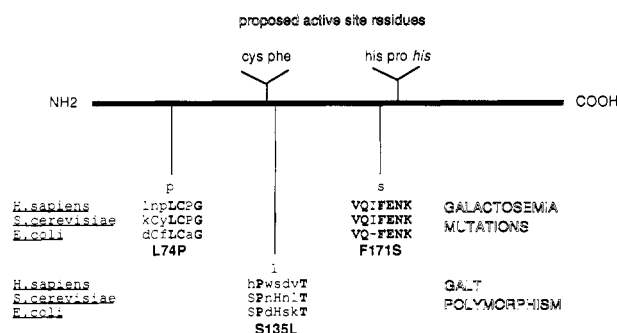 proposed active site residues
cys phe
his pro his
NH2
COOH
p
s
H.sapiens lnpLCPG VQIFENK GALACTOSEMIA
S.cerevisiae kCyLCPG VQIFENK MUTATIONS
E.coli dCfLCaG VQ-FENK
L74P F171S
l
H.sapiens hPwsdvT GALT
S.cerevisiae SPnHnlT POLYMORPHISM
E.coli SPdHskT
S135L